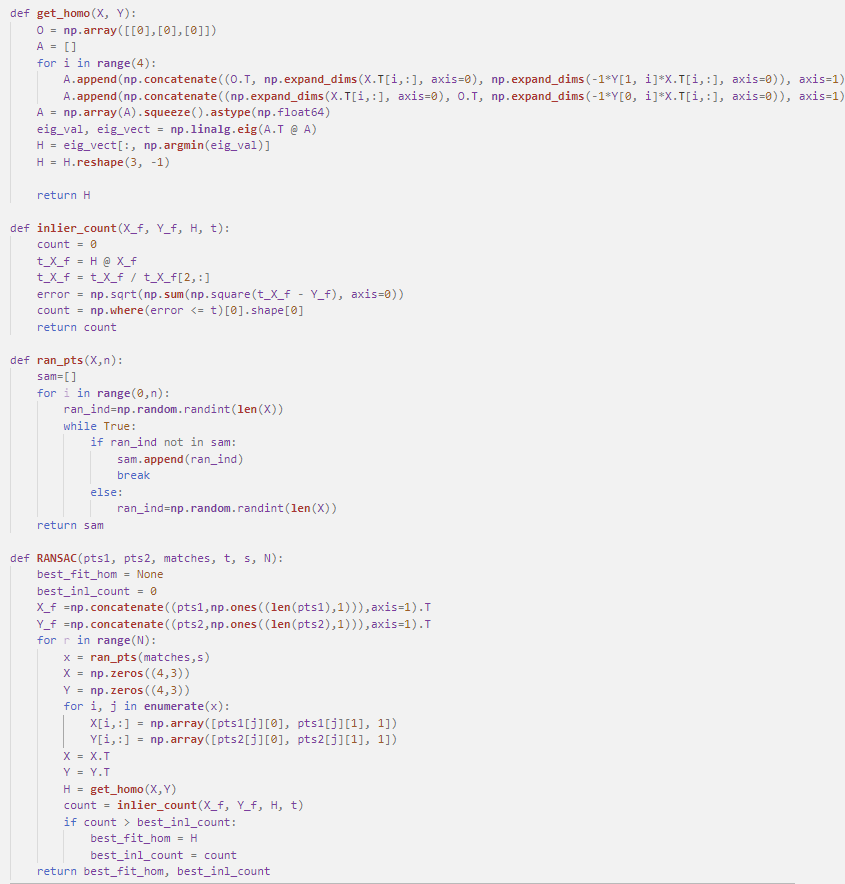 def get_homo(X, Y):
    O = np.array([[0],[0],[0]])
    A = []
    for i in range(4):
        A.append(np.concatenate((O.T, np.expand_dims(X.T[i,:], axis=0), np.expand_dims(-1*Y[1, i]*X.T[i,:], axis=0)), axis=1)
        A.append(np.concatenate((np.expand_dims(X.T[i,:], axis=0), O.T, np.expand_dims(-1*Y[0, i]*X.T[i,:], axis=0)), axis=1)
    A = np.array(A).squeeze().astype(np.float64)
    eig_val, eig_vect = np.linalg.eig(A.T @ A)
    H = eig_vect[:, np.argmin(eig_val)]
    H = H.reshape(3, -1)

    return H

def inlier_count(X_f, Y_f, H, t):
    count = 0
    t_X_f = H @ X_f
    t_X_f = t_X_f / t_X_f[2,:]
    error = np.sqrt(np.sum(np.square(t_X_f - Y_f), axis=0))
    count = np.where(error <= t)[0].shape[0]
    return count

def ran_pts(X,n):
    sam=[]
    for i in range(0,n):
        ran_ind=np.random.randint(len(X))
        while True:
            if ran_ind not in sam:
                sam.append(ran_ind)
                break
            else:
                ran_ind=np.random.randint(len(X))
    return sam

def RANSAC(pts1, pts2, matches, t, s, N):
    best_fit_hom = None
    best_inl_count = 0
    X_f =np.concatenate((pts1,np.ones((len(pts1),1))),axis=1).T
    Y_f =np.concatenate((pts2,np.ones((len(pts2),1))),axis=1).T
    for r in range(N):
        x = ran_pts(matches,s)
        X = np.zeros((4,3))
        Y = np.zeros((4,3))
        for i, j in enumerate(x):
            X[i,:] = np.array([pts1[j][0], pts1[j][1], 1])
            Y[i,:] = np.array([pts2[j][0], pts2[j][1], 1])
        X = X.T
        Y = Y.T
        H = get_homo(X,Y)
        count = inlier_count(X_f, Y_f, H, t)
        if count > best_inl_count:
            best_fit_hom = H
            best_inl_count = count
    return best_fit_hom, best_inl_count